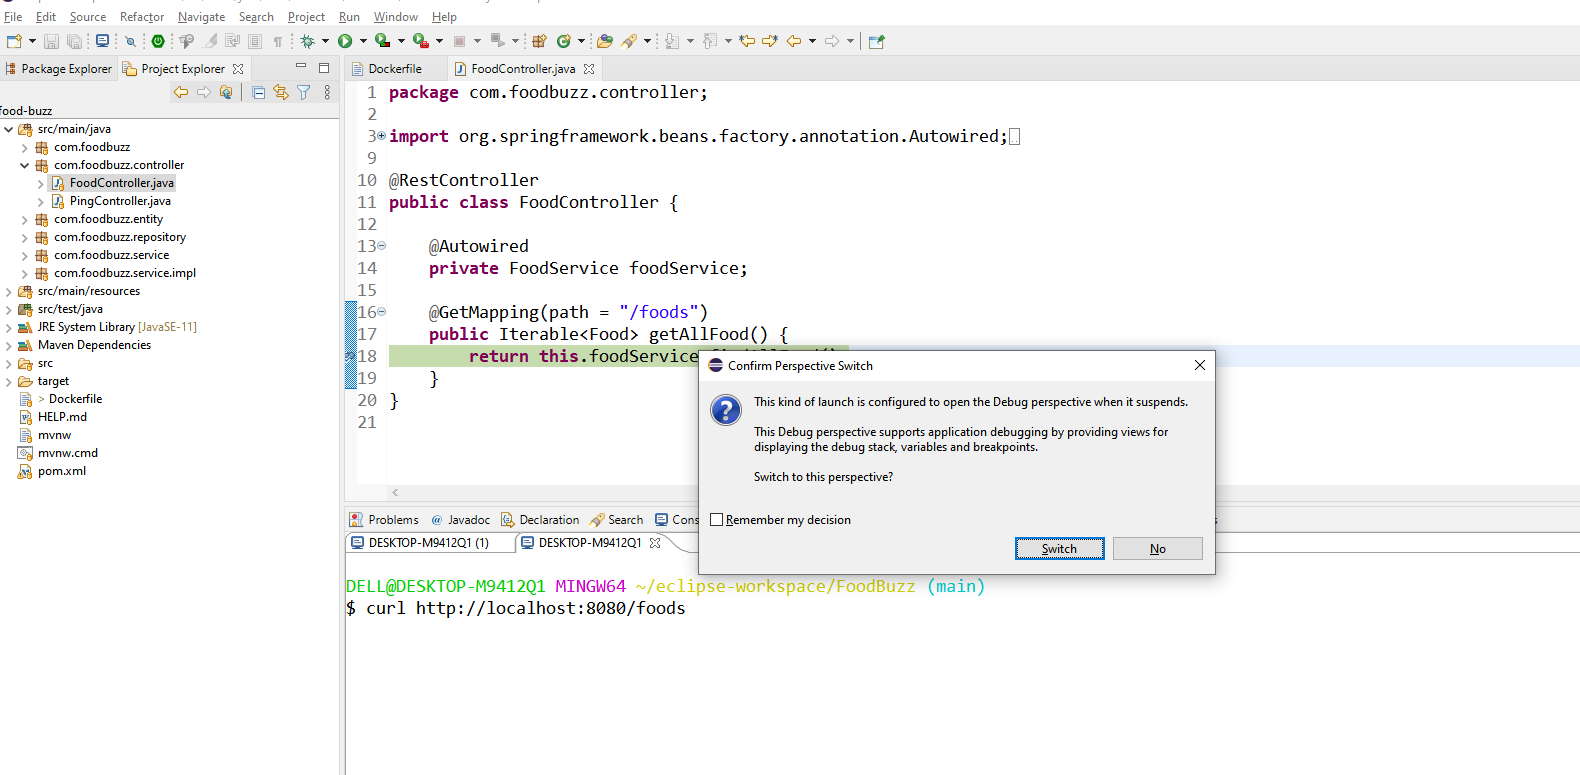 File Edit Source Refactor Navigate Search Project Run Window Help
Package Explorer Project Explorer
food-buzz
src/main/java
com.foodbuzz
com.foodbuzz.controller
FoodController.java
PingController.java
com.foodbuzz.entity
com.foodbuzz.repository
com.foodbuzz.service
com.foodbuzz.service.impl
src/main/resources
src/test/java
JRE System Library [JavaSE-11]
Maven Dependencies
src
target
> Dockerfile
HELP.md
mvnw
mvnw.cmd
pom.xml
Dockerfile FoodController.java
1 package com.foodbuzz.controller;
2
3 import org.springframework.beans.factory.annotation.Autowired;
9
10 @RestController
11 public class FoodController {
12
13 @Autowired
14 private FoodService foodService;
15
16 @GetMapping(path = "/foods")
17 public Iterable<Food> getAllFood() {
18 return this.foodService
19 }
20 }
21
Confirm Perspective Switch
This kind of launch is configured to open the Debug perspective when it suspends.
This Debug perspective supports application debugging by providing views for
displaying the debug stack, variables and breakpoints.
Switch to this perspective?
Remember my decision
Switch No
Problems @ Javadoc Declaration Search Cons
DESKTOP-M9412Q1 (1) DESKTOP-M9412Q1
DELL@DESKTOP-M9412Q1 MINGW64 ~/eclipse-workspace/FoodBuzz (main)
$ curl http://localhost:8080/foods